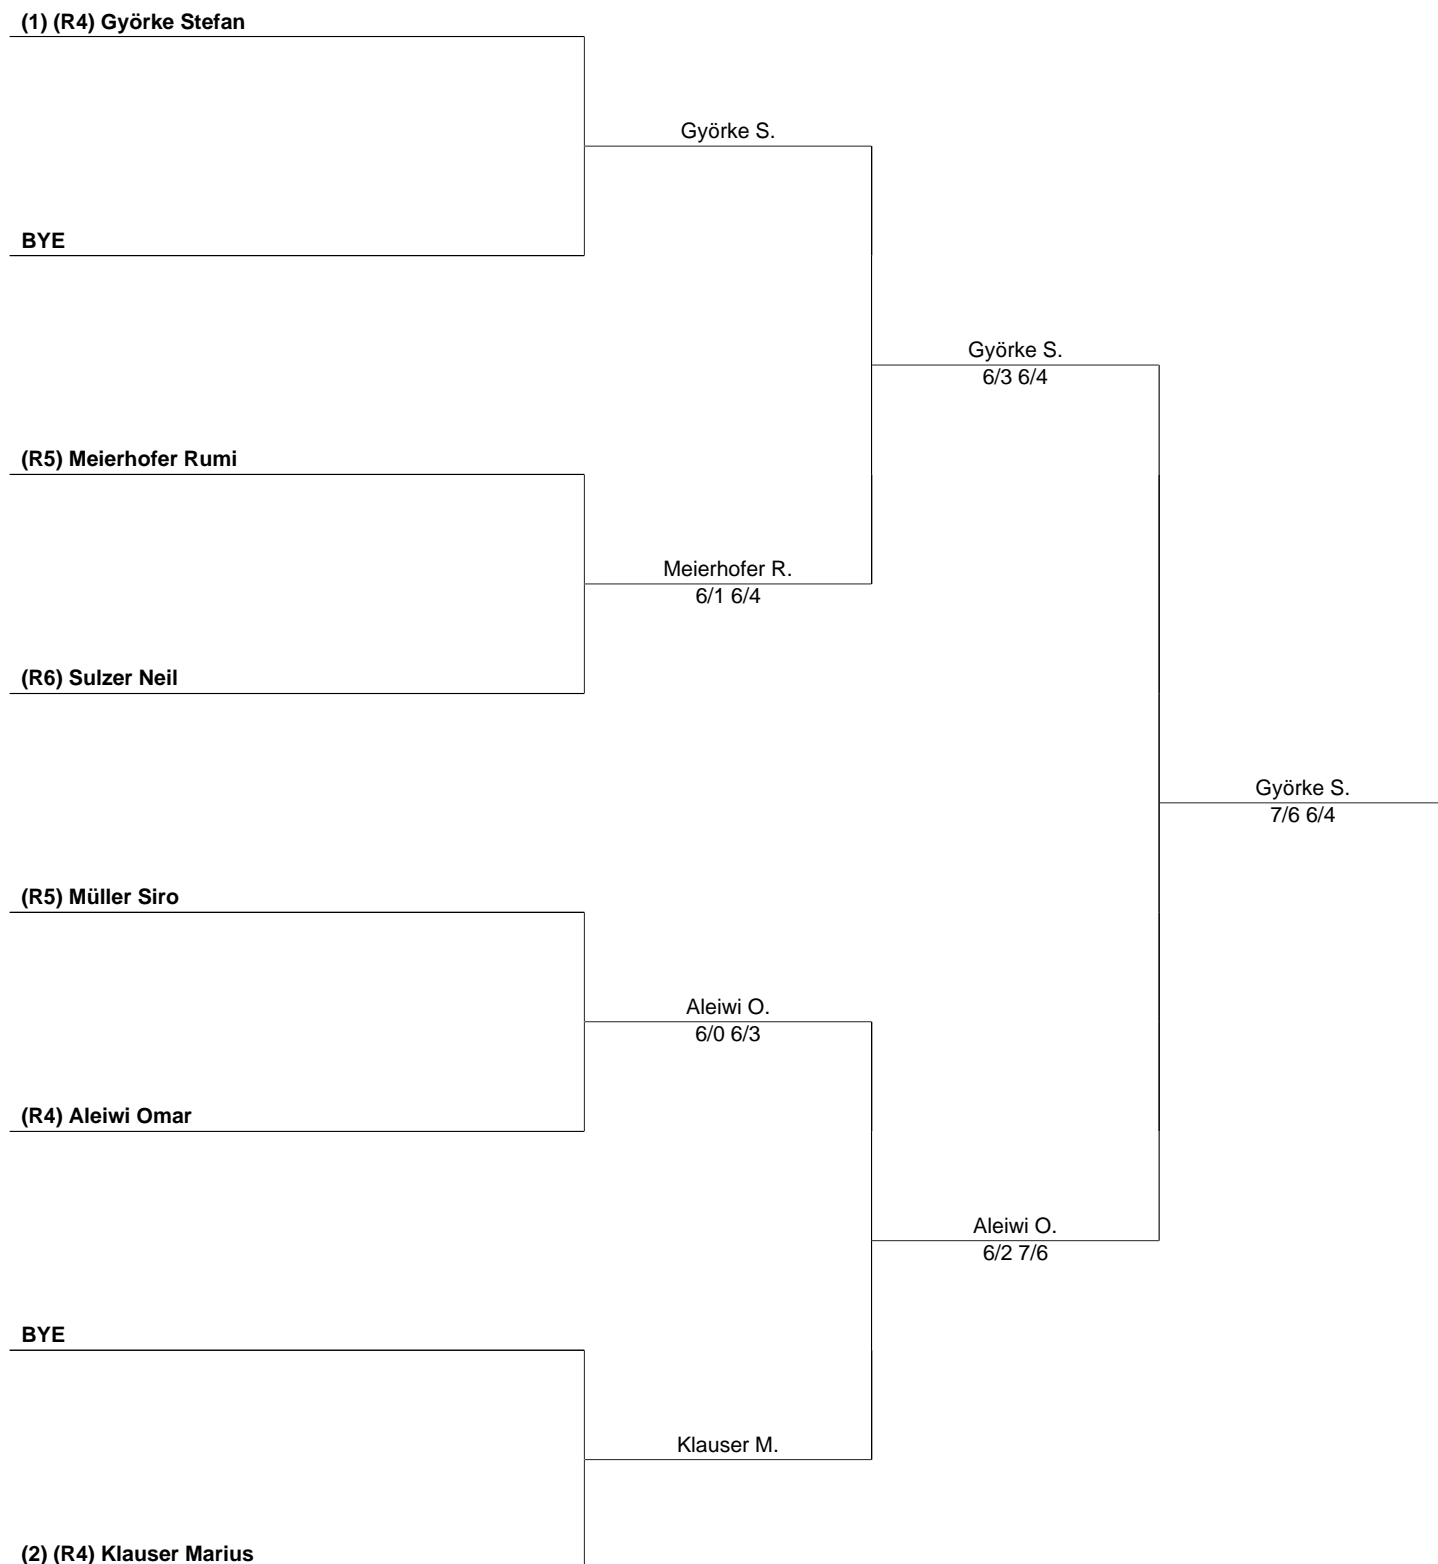 (1) (R4) Györke Stefan
Györke S.
BYE
Györke S.
6/3 6/4
(R5) Meierhofer Rumi
Meierhofer R.
6/1 6/4
(R6) Sulzer Neil
Györke S.
7/6 6/4
(R5) Müller Siro
Aleiwi O.
6/0 6/3
(R4) Aleiwi Omar
Aleiwi O.
6/2 7/6
BYE
Klauser M.
(2) (R4) Klauser Marius